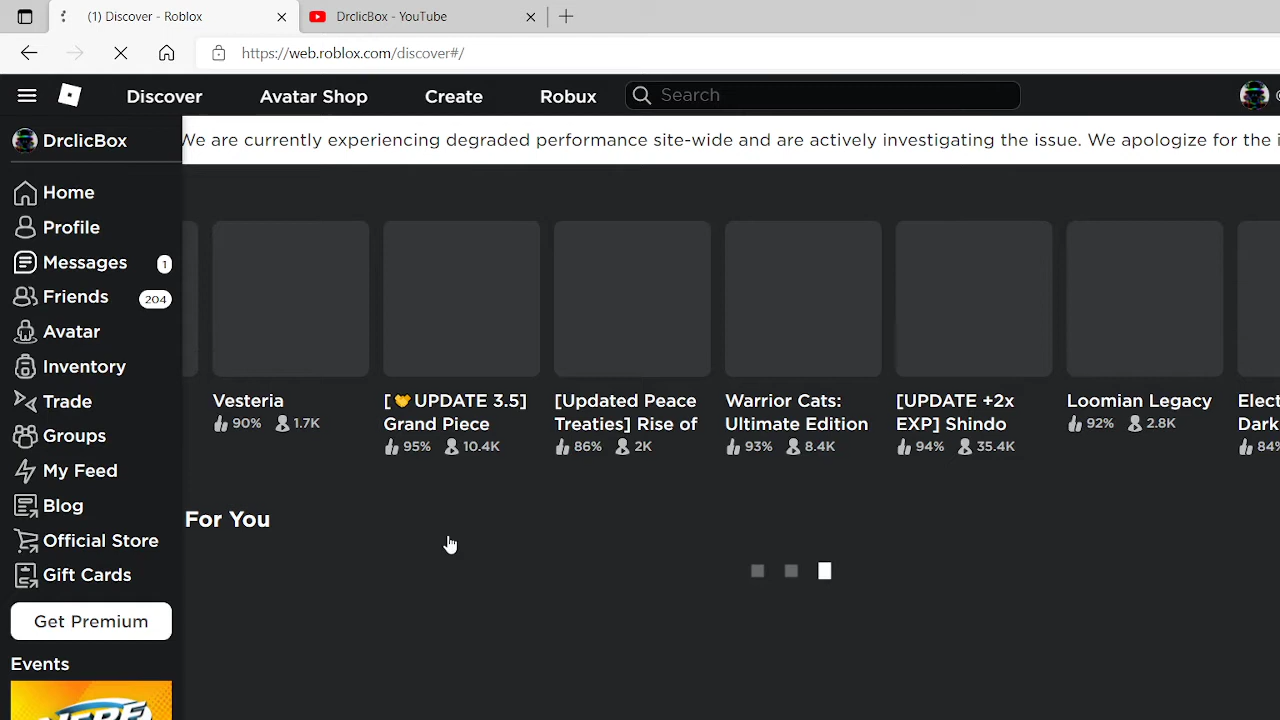 (1) Discover - Roblox
DrclicBox - YouTube
https://web.roblox.com/discover#/
Discover
Avatar Shop
Create
Robux
Search
DrclicBox
We are currently experiencing degraded performance site-wide and are actively investigating the issue. We apologize for the
Home
Profile
Messages 1
Friends 204
Avatar
Inventory
Trade
Groups
My Feed
Blog
Official Store
Gift Cards
Get Premium
Events
NERF
Vesteria
90% 1.7K
[🤝UPDATE 3.5]
Grand Piece
95% 10.4K
[Updated Peace
Treaties] Rise of
86% 2K
Warrior Cats:
Ultimate Edition
93% 8.4K
[UPDATE +2x
EXP] Shindo
94% 35.4K
Loomian Legacy
92% 2.8K
Elect
Dark
84%
For You